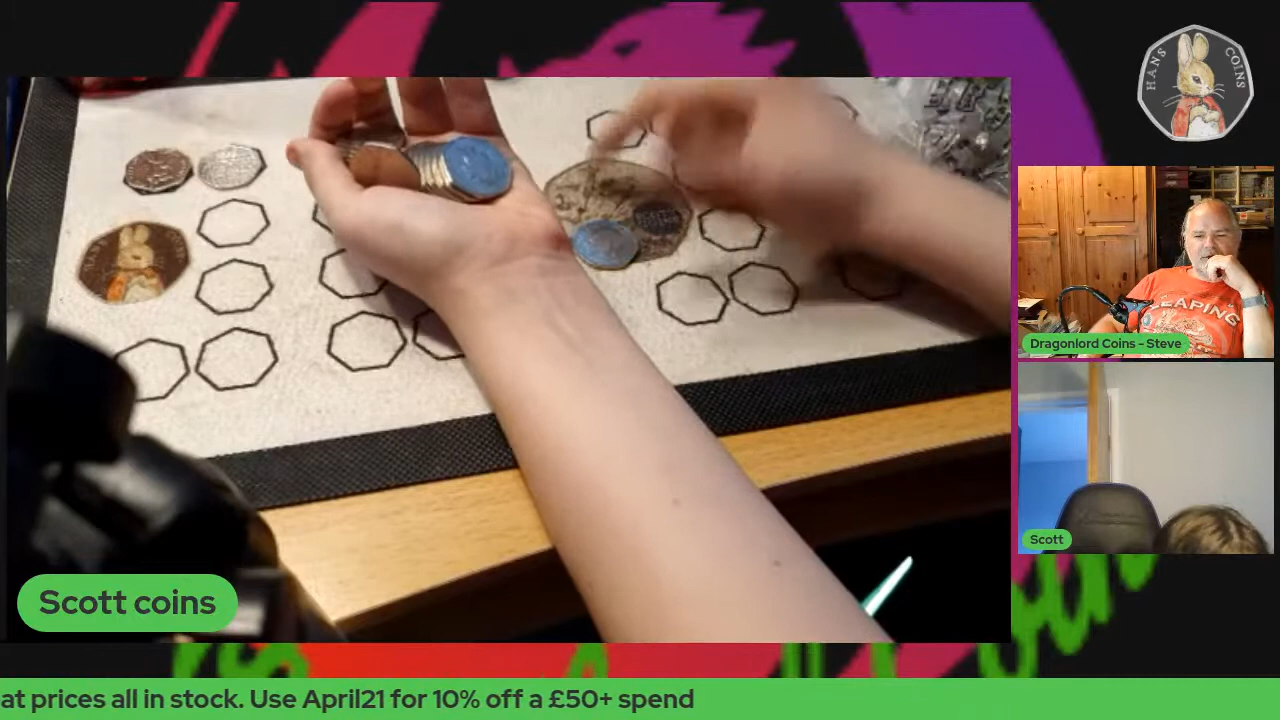 HANS COINS
LEAPING
Dragonlord Coins - Steve
Scott
Scott coins
at prices all in stock. Use April21 for 10% off a £50+ spend